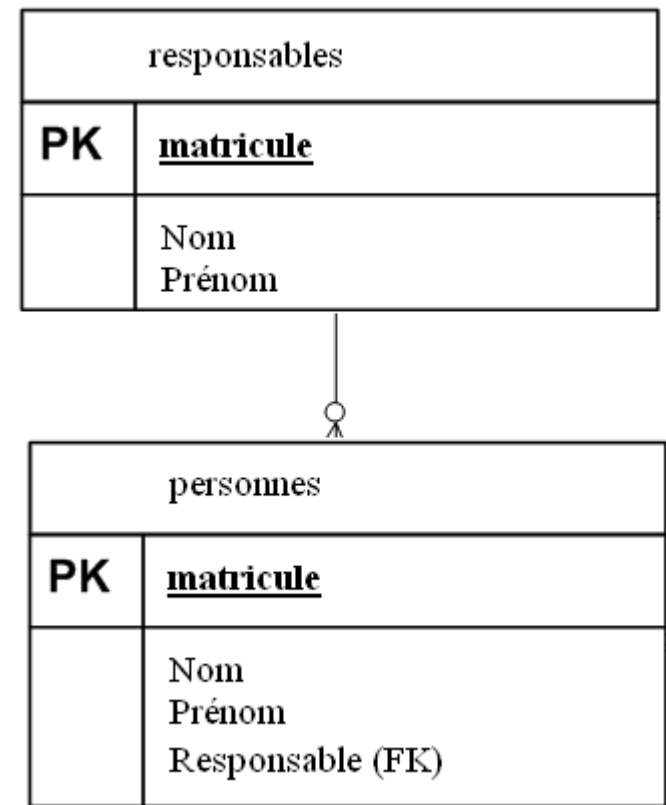 responsables
PK matricule
Nom
Prénom
personnes
PK matricule
Nom
Prénom
Responsable (FK)